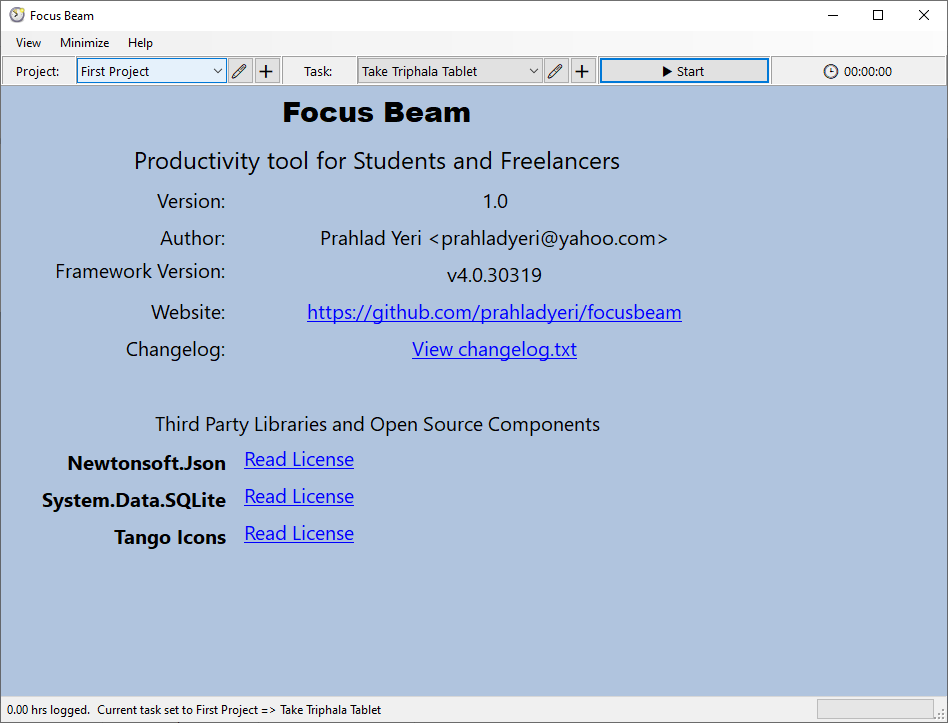 Focus Beam
View Minimize Help
Project: First Project Task: Take Triphala Tablet Start 00:00:00
Focus Beam
Productivity tool for Students and Freelancers
Version: 1.0
Author: Prahlad Yeri <prahladyeri@yahoo.com>
Framework Version: v4.0.30319
Website: https://github.com/prahladyeri/focusbeam
Changelog: View changelog.txt
Third Party Libraries and Open Source Components
Newtonsoft.Json Read License
System.Data.SQLite Read License
Tango Icons Read License
0.00 hrs logged. Current task set to First Project => Take Triphala Tablet